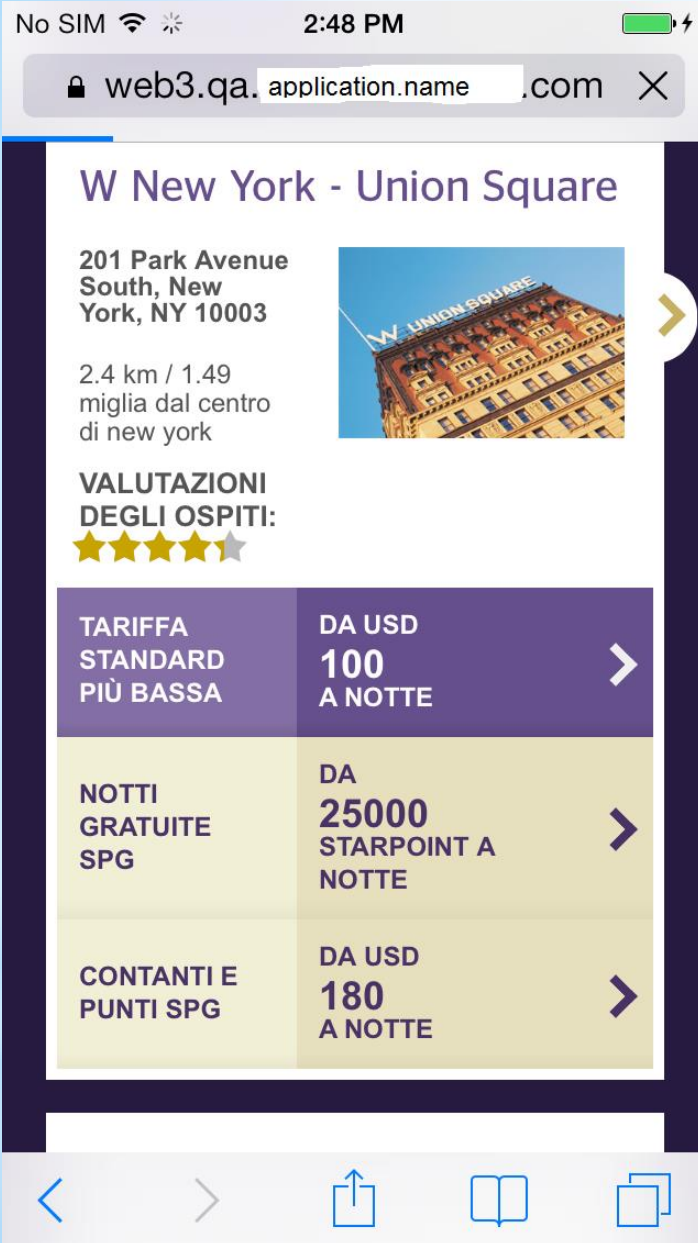 No SIM 2:48 PM
web3.qa. application.name .com
W New York - Union Square
201 Park Avenue
South, New
York, NY 10003
2.4 km / 1.49
miglia dal centro
di new york
W UNION SQUARE
VALUTAZIONI
DEGLI OSPITI:
TARIFFA
STANDARD
PIÙ BASSA
DA USD
100
A NOTTE
NOTTI
GRATUITE
SPG
DA
25000
STARPOINT A
NOTTE
CONTANTI E
PUNTI SPG
DA USD
180
A NOTTE